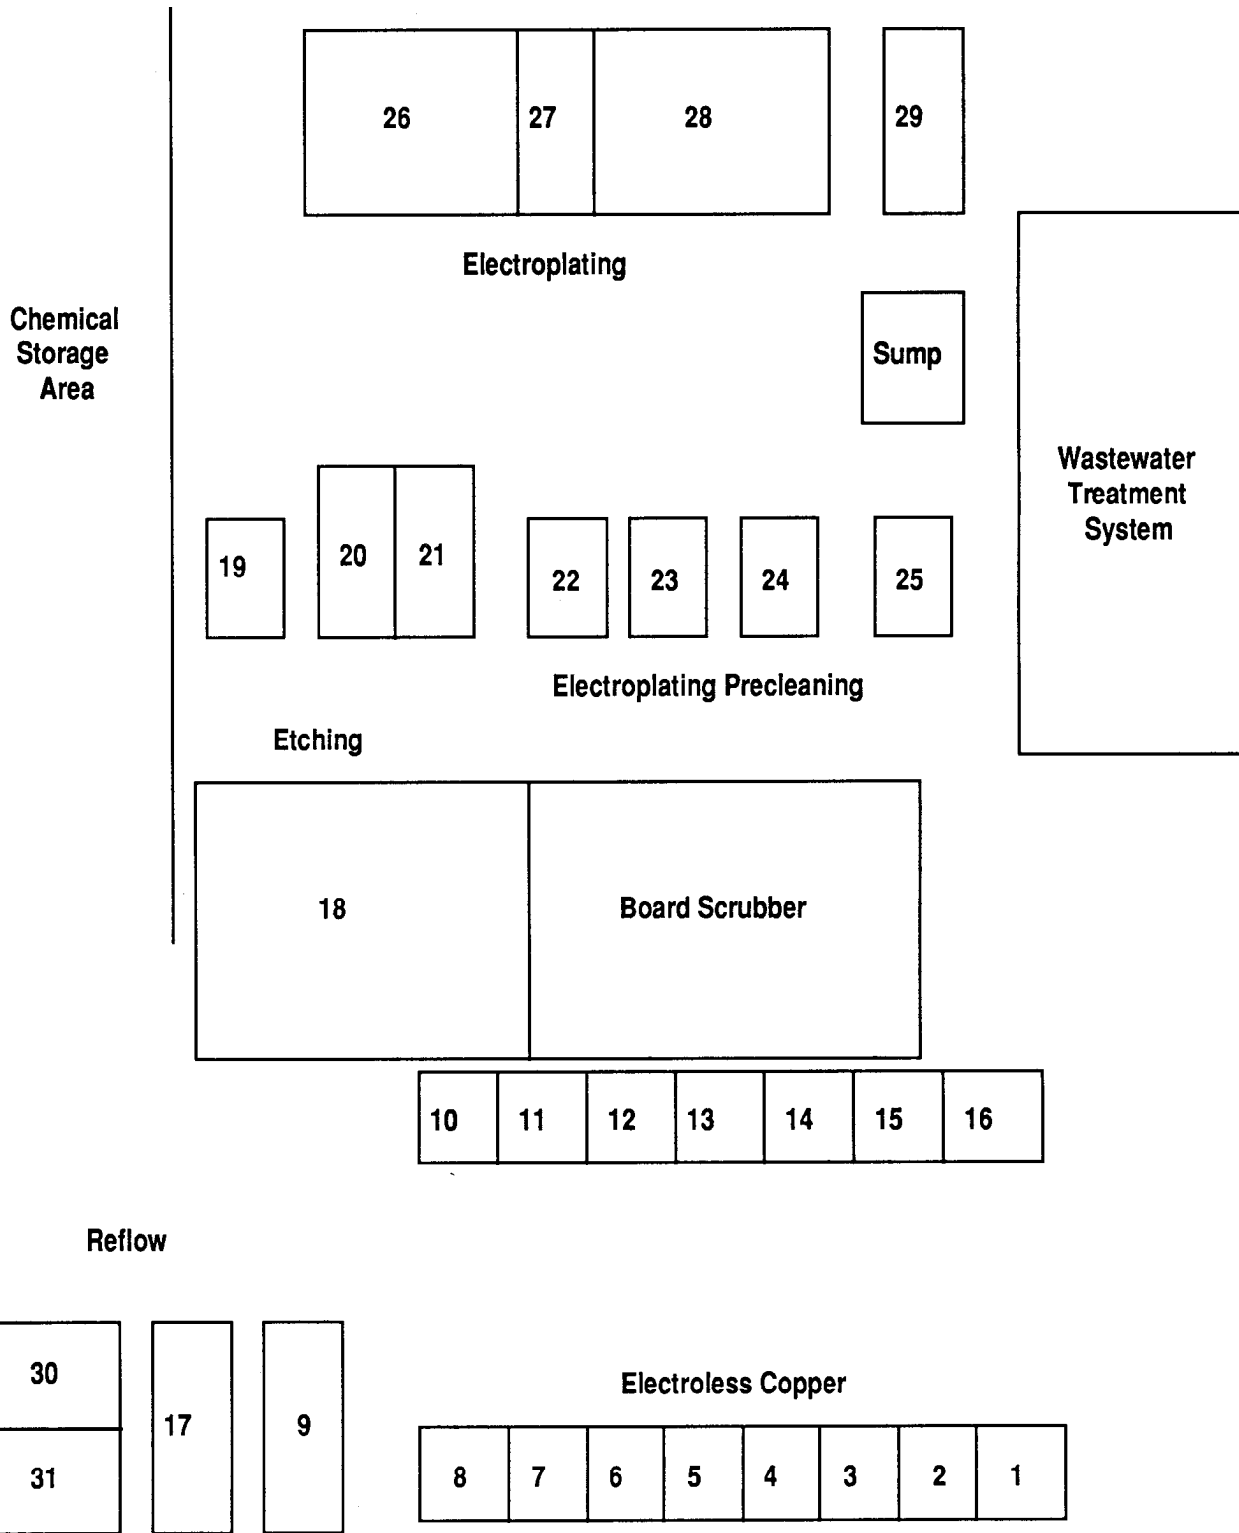 26 27 28 29
Electroplating
Chemical
Storage
Area
Sump
Wastewater
Treatment
System
19 20 21 22 23 24 25
Electroplating Precleaning
Etching
18 Board Scrubber
10 11 12 13 14 15 16
Reflow
30
31
17
9
Electroless Copper
8 7 6 5 4 3 2 1